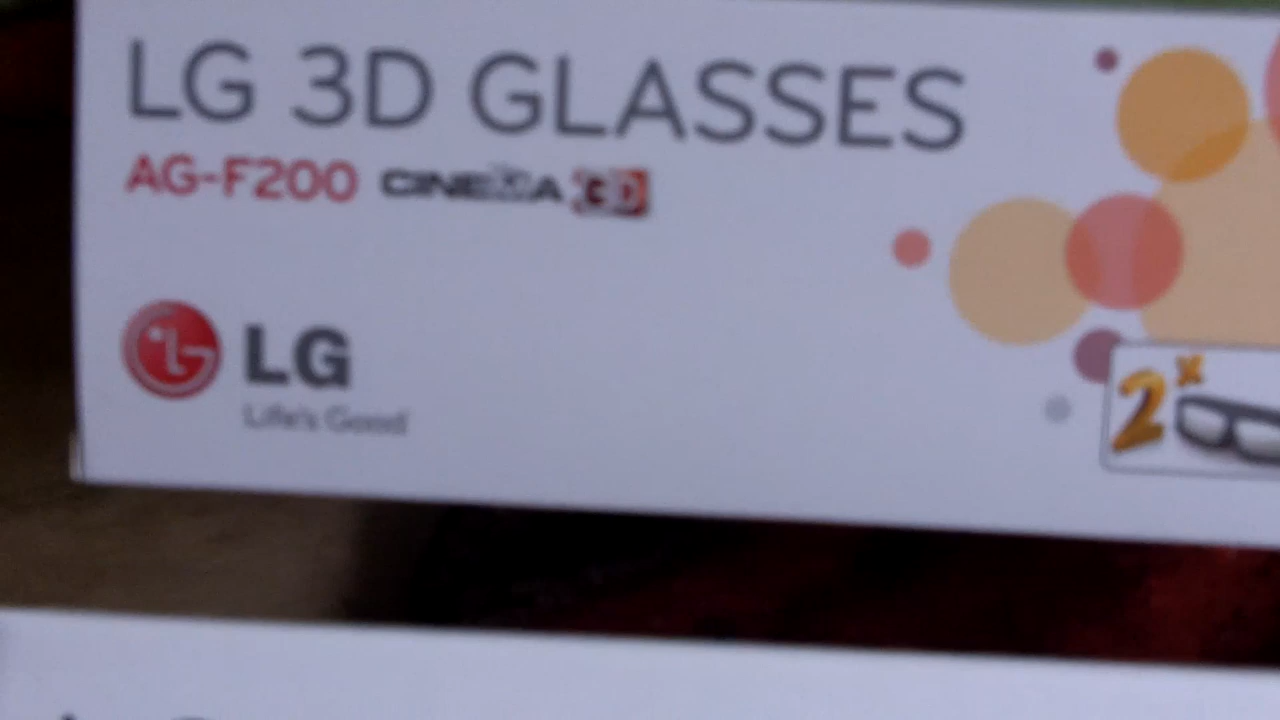 LG 3D GLASSES
AG-F200 CINEMA 3D
LG
Life's Good
2x